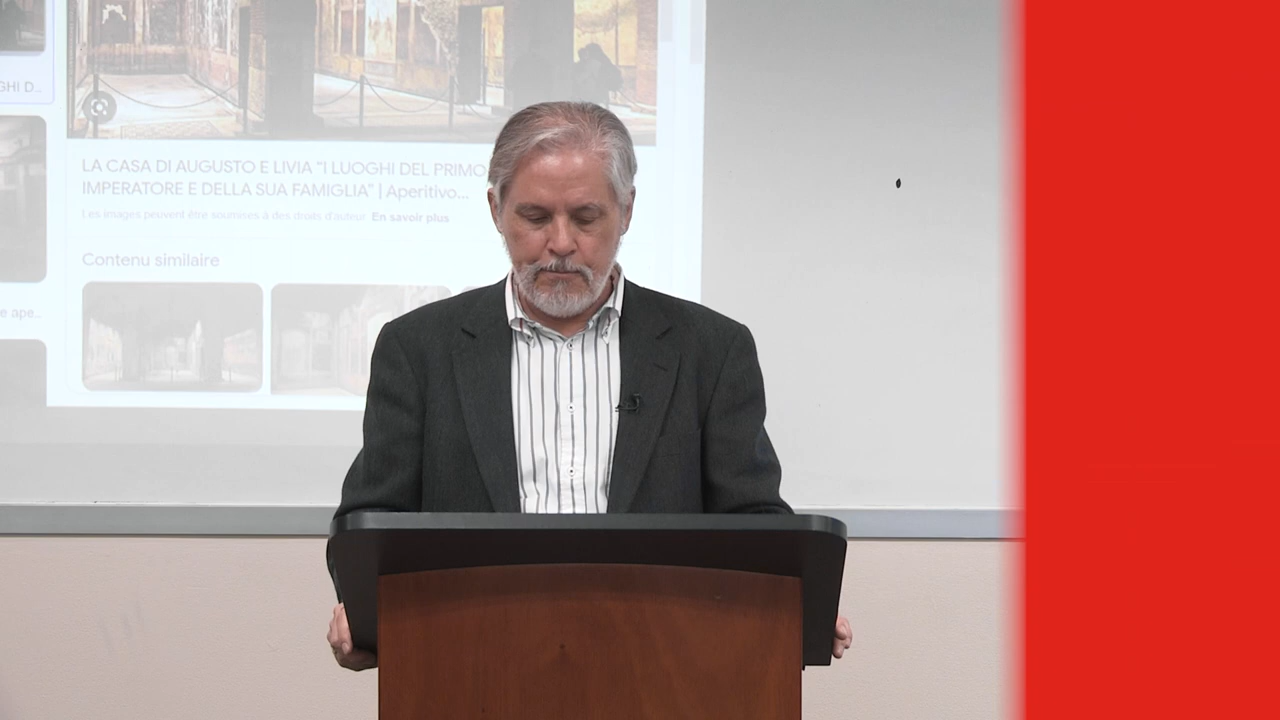 GHI D...
LA CASA DI AUGUSTO E LIVIA "I LUOGHI DEL PRIMO
IMPERATORE E DELLA SUA FAMIGLIA" | Aperitivo...
Les images peuvent être soumises à des droits d'auteur. En savoir plus
Contenu similaire
e ape...